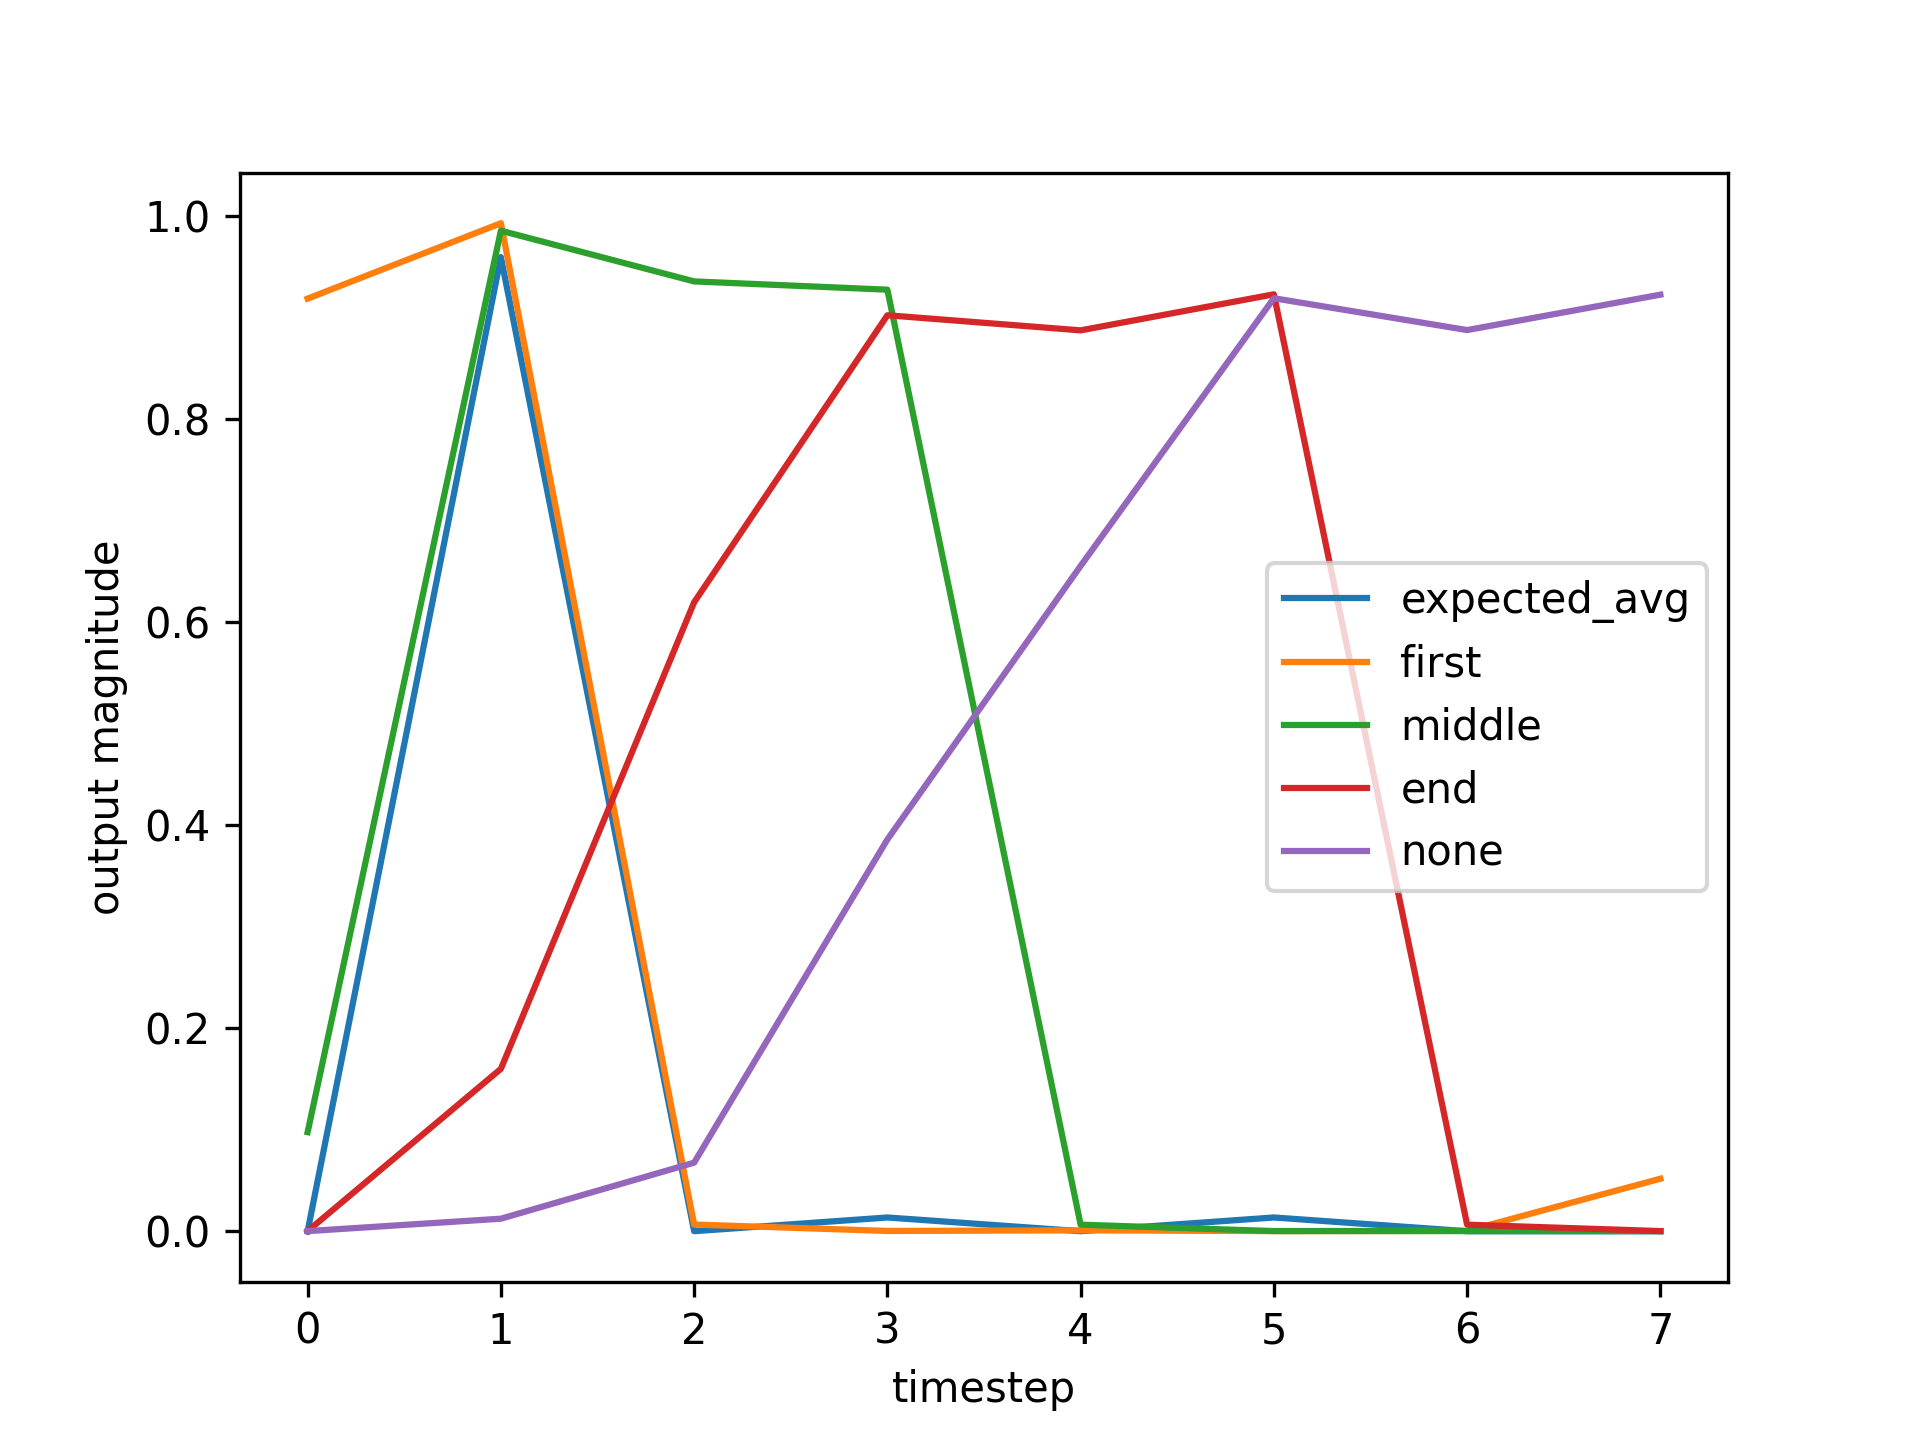 1.0
0.8
0.6
0.4
0.2
0.0
output magnitude
expected_avg
first
middle
end
none
0 1 2 3 4 5 6 7
timestep